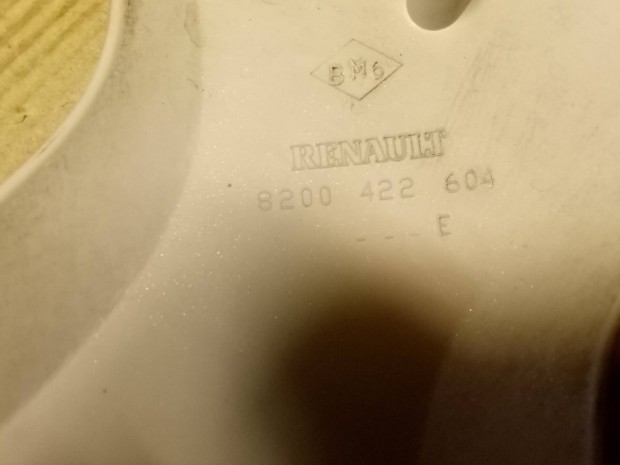 BM6
RENAULT
8200 422 604
---E